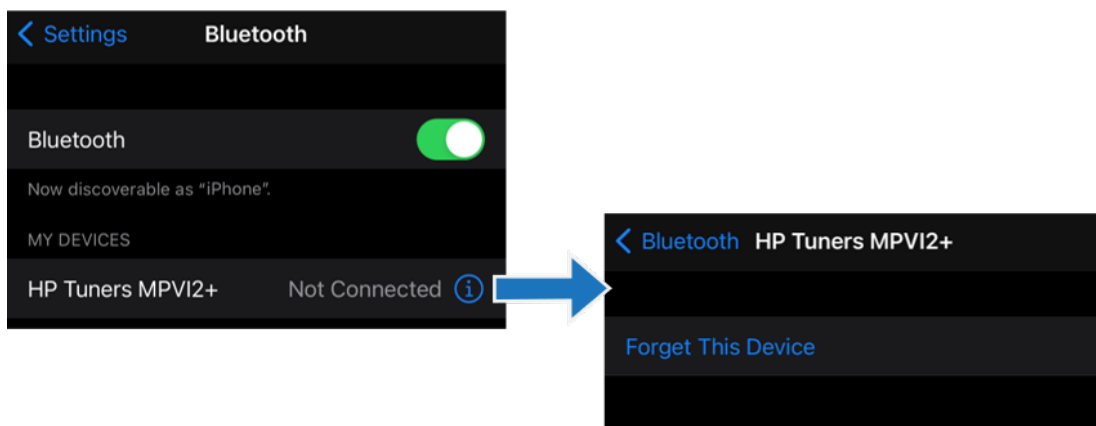 Settings Bluetooth
Bluetooth
Now discoverable as “iPhone”.
MY DEVICES
HP Tuners MPVI2+ Not Connected
Bluetooth HP Tuners MPVI2+
Forget This Device